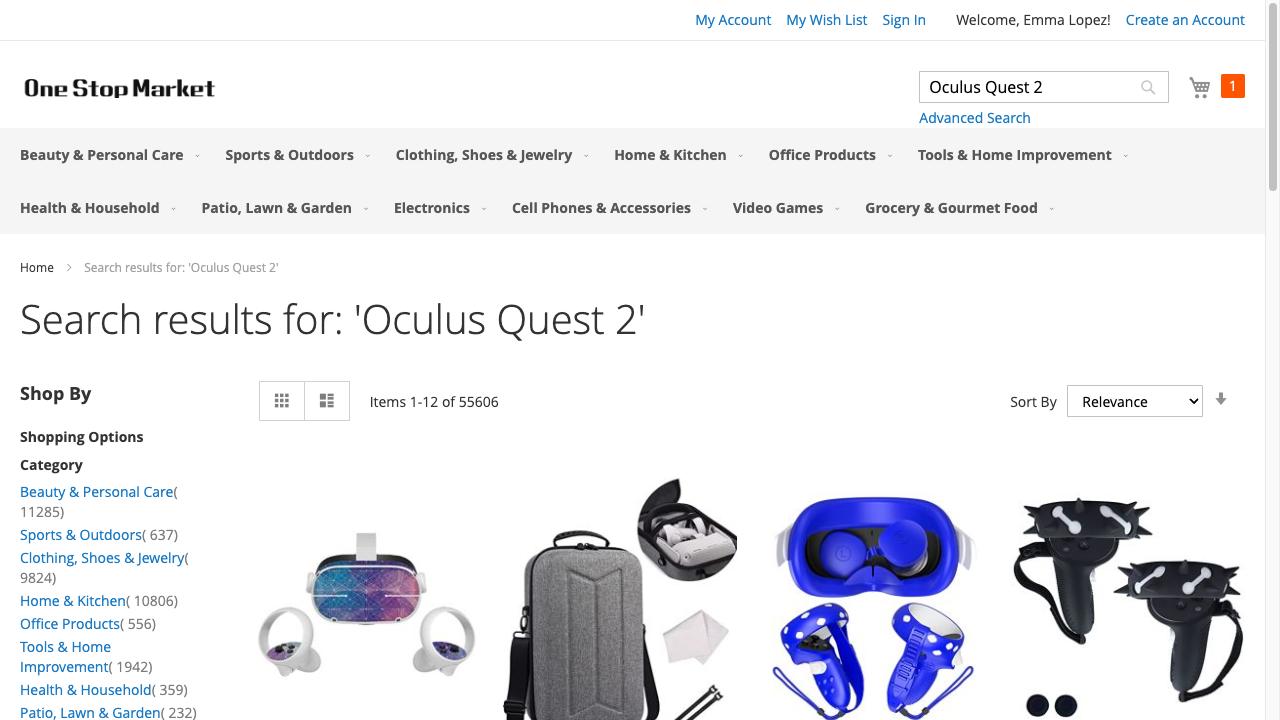 My Account My Wish List Sign In Welcome, Emma Lopez! Create an Account
One Stop Market
Oculus Quest 2
1
Advanced Search
Beauty & Personal Care Sports & Outdoors Clothing, Shoes & Jewelry Home & Kitchen Office Products Tools & Home Improvement
Health & Household Patio, Lawn & Garden Electronics Cell Phones & Accessories Video Games Grocery & Gourmet Food
Home Search results for: 'Oculus Quest 2'
Search results for: 'Oculus Quest 2'
Shop By
Items 1-12 of 55606
Sort By Relevance
Shopping Options
Category
Beauty & Personal Care( 
11285)
Sports & Outdoors( 637)
Clothing, Shoes & Jewelry( 
9824)
Home & Kitchen( 10806)
Office Products( 556)
Tools & Home
Improvement( 1942)
Health & Household( 359)
Patio, Lawn & Garden( 232)